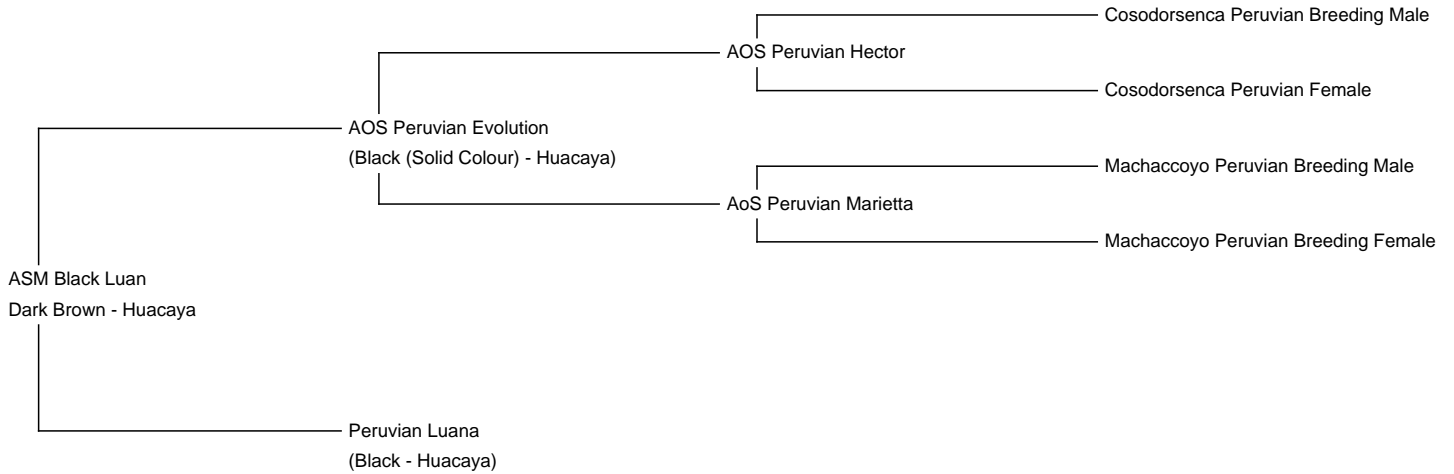 Cosodorsenca Peruvian Breeding Male
AOS Peruvian Hector
Cosodorsenca Peruvian Female
AOS Peruvian Evolution
(Black (Solid Colour) - Huacaya)
Machaccoyo Peruvian Breeding Male
AoS Peruvian Marietta
Machaccoyo Peruvian Breeding Female
ASM Black Luan
Dark Brown - Huacaya
Peruvian Luana
(Black - Huacaya)